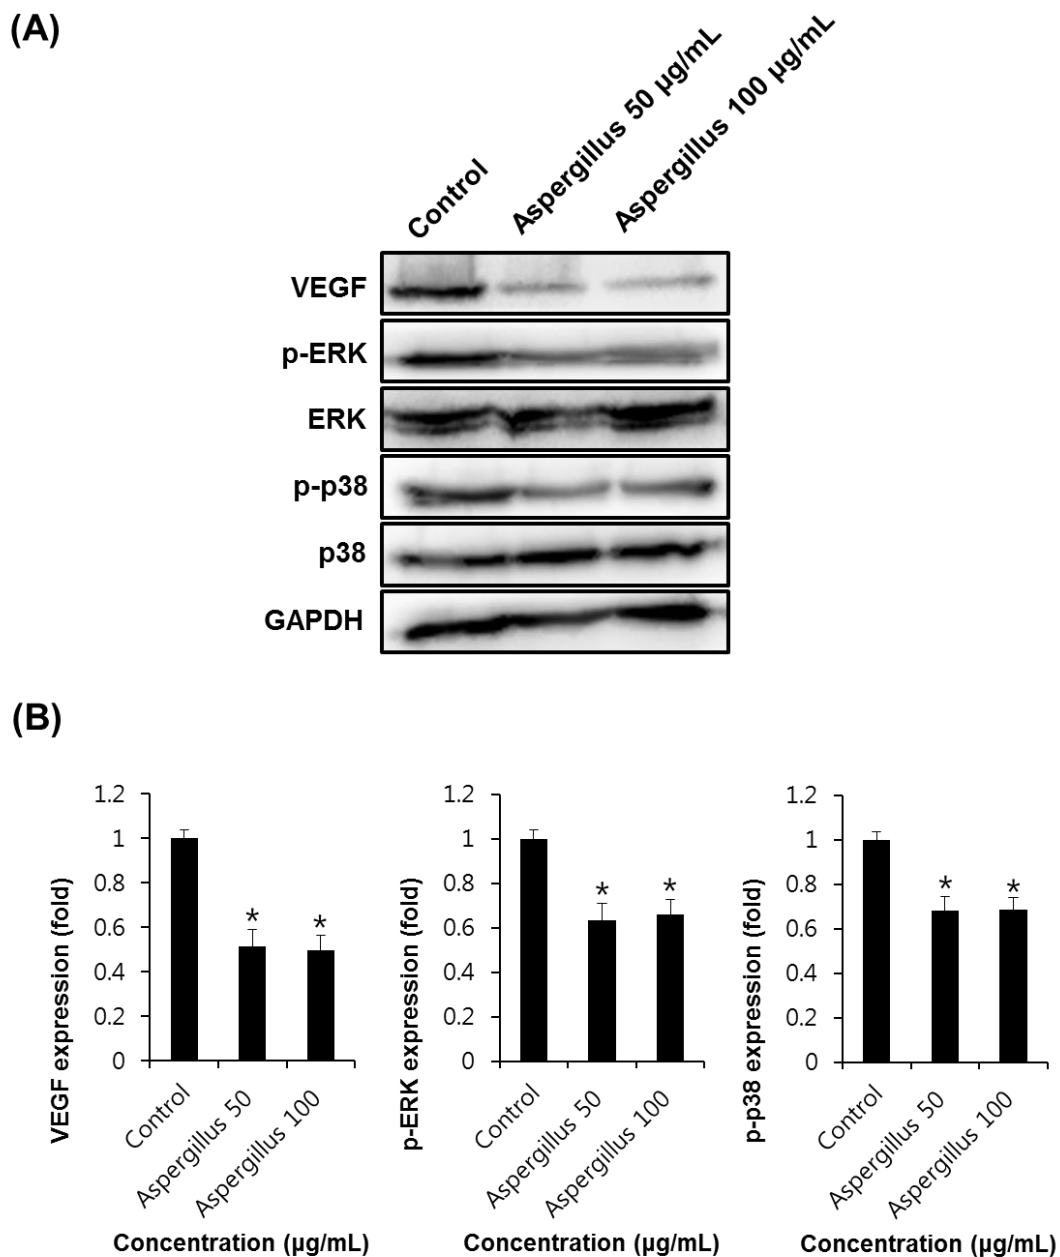 (A)
Control
Aspergillus 50 µg/mL
Aspergillus 100 µg/mL
VEGF
p-ERK
ERK
p-p38
p38
GAPDH
(B)
VEGF expression (fold)
1.2
1
0.8
0.6
0.4
0.2
0
*
*
Control
Aspergillus 50
Aspergillus 100
Concentration (µg/mL)
p-ERK expression (fold)
1.2
1
0.8
0.6
0.4
0.2
0
*
*
Control
Aspergillus 50
Aspergillus 100
Concentration (µg/mL)
p-p38 expression (fold)
1.2
1
0.8
0.6
0.4
0.2
0
*
*
Control
Aspergillus 50
Aspergillus 100
Concentration (µg/mL)